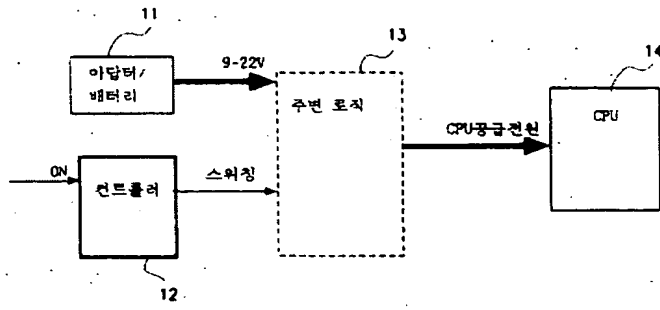 11
아답터/
배터리
9-22V
13
주변 로직
CPU공급전원
14
CPU
ON
컨트롤러
12
스위칭